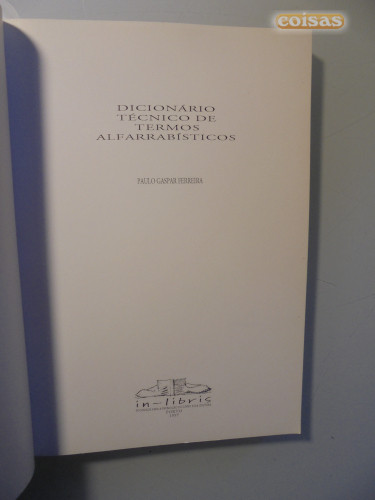 coisas
DICIONÁRIO
TÉCNICO DE
TERMOS
ALFARRABÍSTICOS
PAULO GASPAR FERREIRA
in-libris